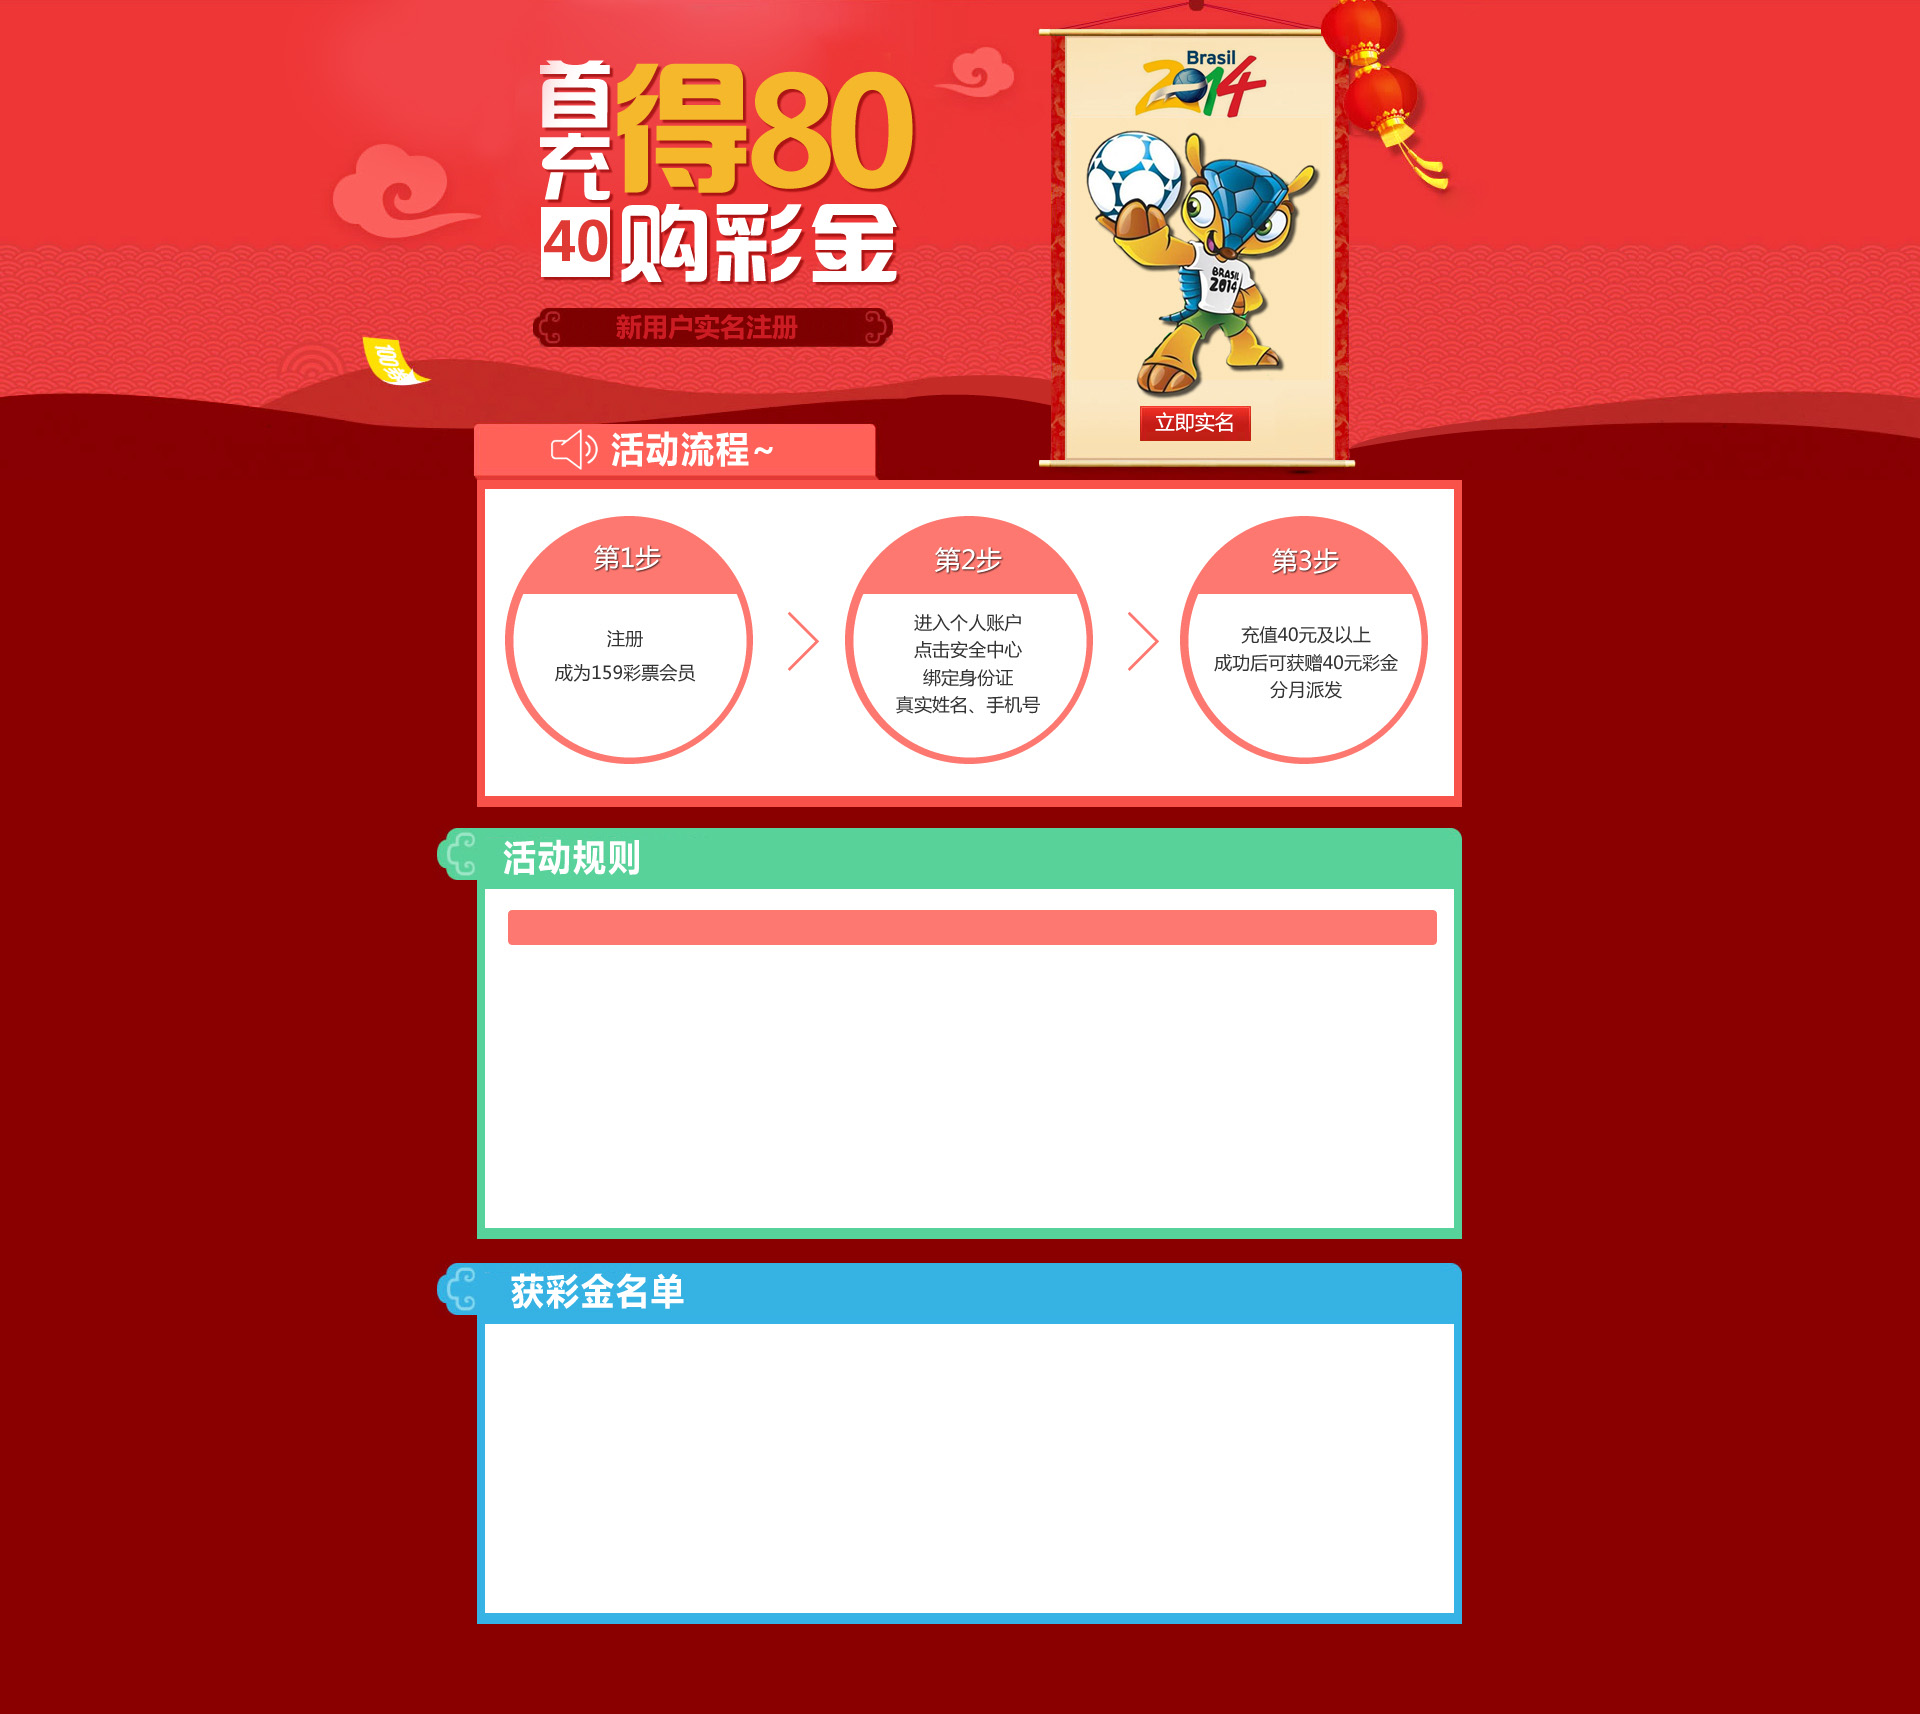 首充
得80
40
购彩金
新用户实名注册
100彩
Brasil
2014
BRASIL
2014
立即实名
活动流程~
第1步
注册
成为159彩票会员
第2步
进入个人账户
点击安全中心
绑定身份证
真实姓名、手机号
第3步
充值40元及以上
成功后可获赠40元彩金
分月派发
活动规则
获彩金名单